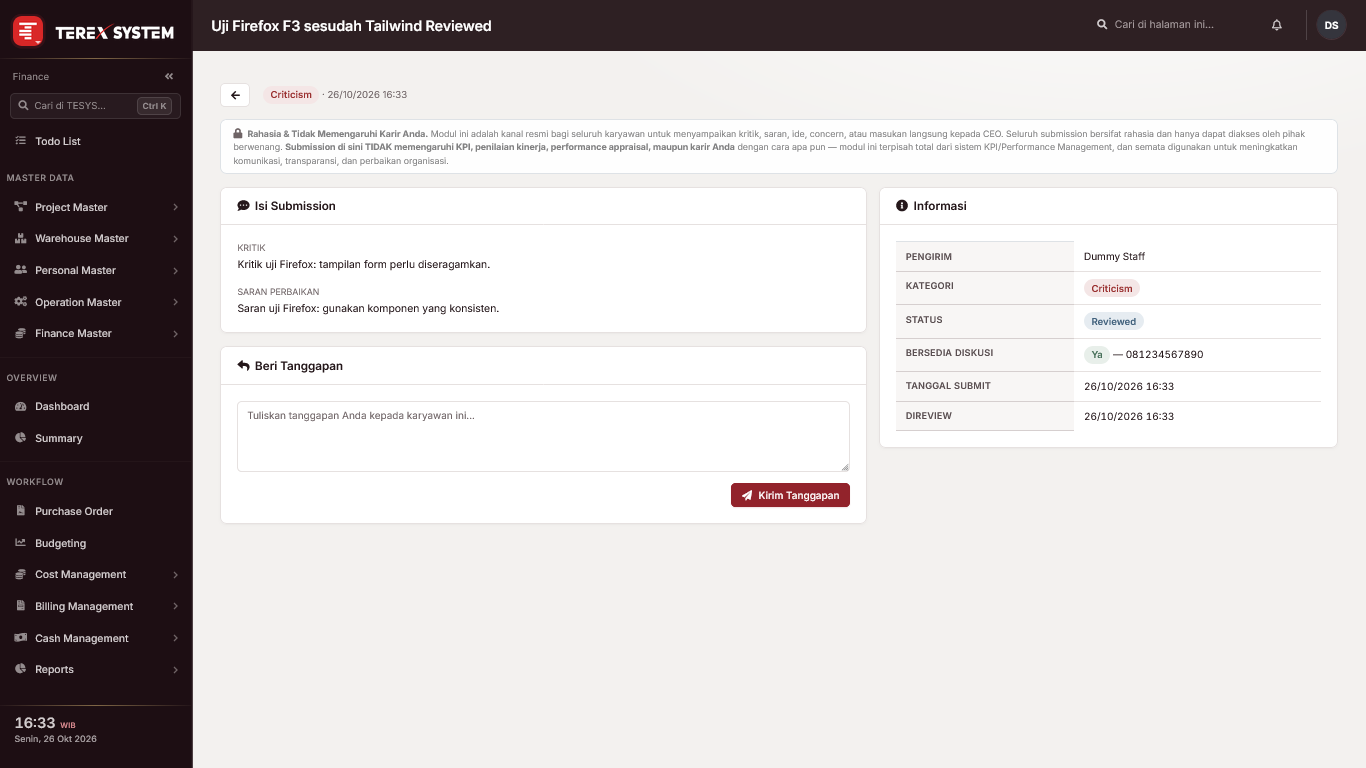 TEREX SYSTEM
Uji Firefox F3 sesudah Tailwind Reviewed
Cari di halaman ini...
DS
Finance
Cari di TESYS...
Ctrl K
Todo List
MASTER DATA
Project Master
Warehouse Master
Personal Master
Operation Master
Finance Master
OVERVIEW
Dashboard
Summary
WORKFLOW
Purchase Order
Budgeting
Cost Management
Billing Management
Cash Management
Reports
16:33 WIB
Senin, 26 Okt 2026
Criticism · 26/10/2026 16:33
Rahasia & Tidak Memengaruhi Karir Anda. Modul ini adalah kanal resmi bagi seluruh karyawan untuk menyampaikan kritik, saran, ide, concern, atau masukan langsung kepada CEO. Seluruh submission bersifat rahasia dan hanya dapat diakses oleh pihak
berwenang. Submission di sini TIDAK memengaruhi KPI, penilaian kinerja, performance appraisal, maupun karir Anda dengan cara apa pun — modul ini terpisah total dari sistem KPI/Performance Management, dan semata digunakan untuk meningkatkan
komunikasi, transparansi, dan perbaikan organisasi.
Isi Submission
KRITIK
Kritik uji Firefox: tampilan form perlu diseragamkan.
SARAN PERBAIKAN
Saran uji Firefox: gunakan komponen yang konsisten.
Beri Tanggapan
Tuliskan tanggapan Anda kepada karyawan ini...
Kirim Tanggapan
Informasi
PENGIRIM Dummy Staff
KATEGORI Criticism
STATUS Reviewed
BERSEDIA DISKUSI Ya — 081234567890
TANGGAL SUBMIT 26/10/2026 16:33
DIREVIEW 26/10/2026 16:33